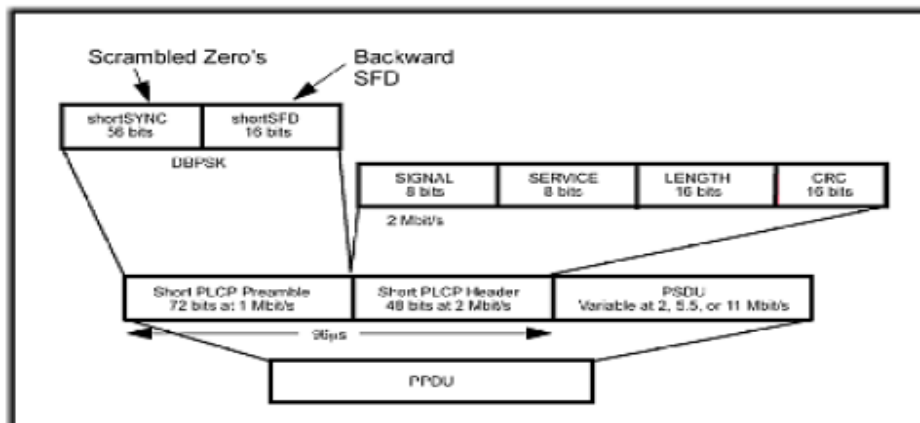 Scrambled Zero's
Backward
SFD
shortSYNC
56 bits
shortSFD
16 bits
DBPSK
SIGNAL
8 bits
SERVICE
8 bits
LENGTH
16 bits
CRC
16 bits
2 Mbit/s
Short PLCP Preamble
72 bits at 1 Mbit/s
Short PLCP Header
48 bits at 2 Mbit/s
PSDU
Variable at 2, 5.5, or 11 Mbit/s
96µs
PPDU